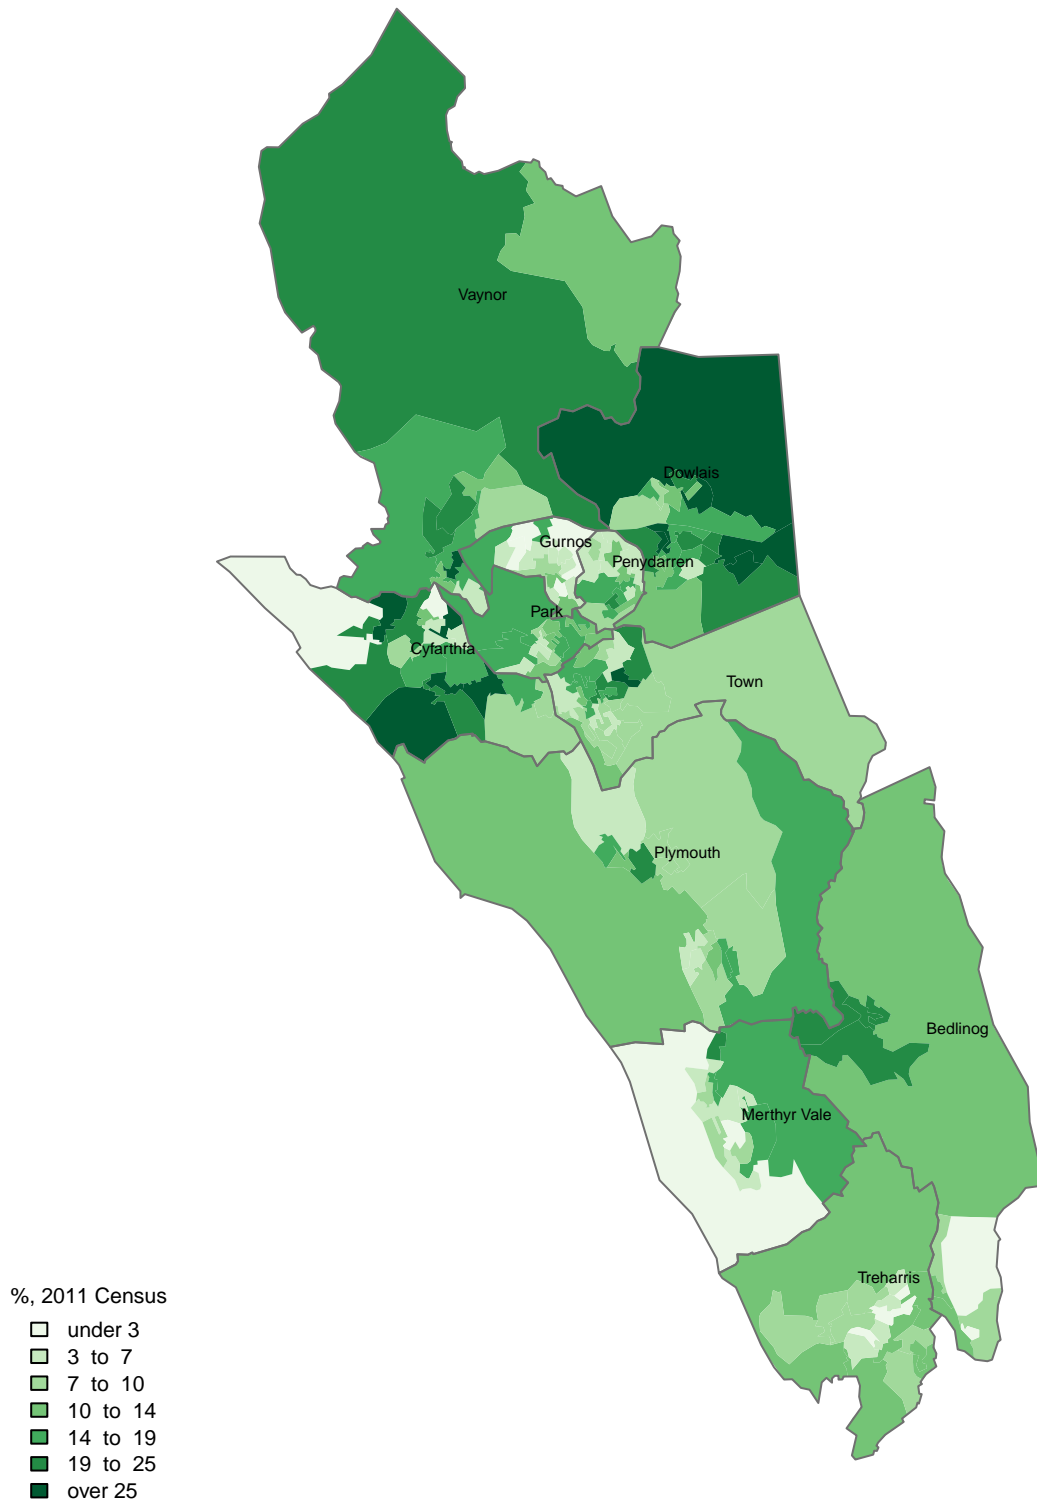 Vaynor
Dowlais
Gurnos
Penydarren
Park
Cyfarthfa
Town
Plymouth
Bedlinog
Merthyr Vale
Treharris
%, 2011 Census
under 3
3 to 7
7 to 10
10 to 14
14 to 19
19 to 25
over 25